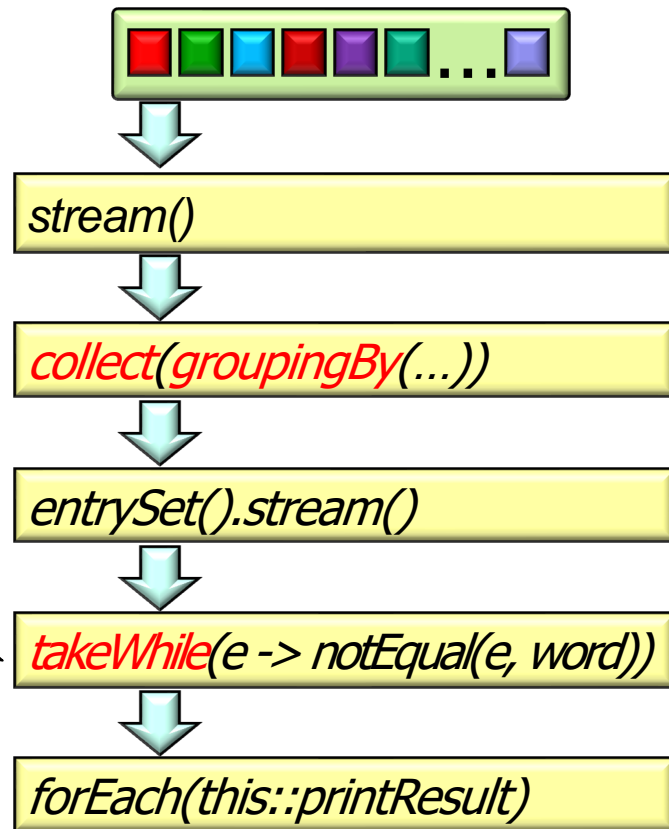 ...
stream()
collect(groupingBy(...))
entrySet().stream()
takeWhile(e -> notEqual(e, word))
forEach(this::printResult)